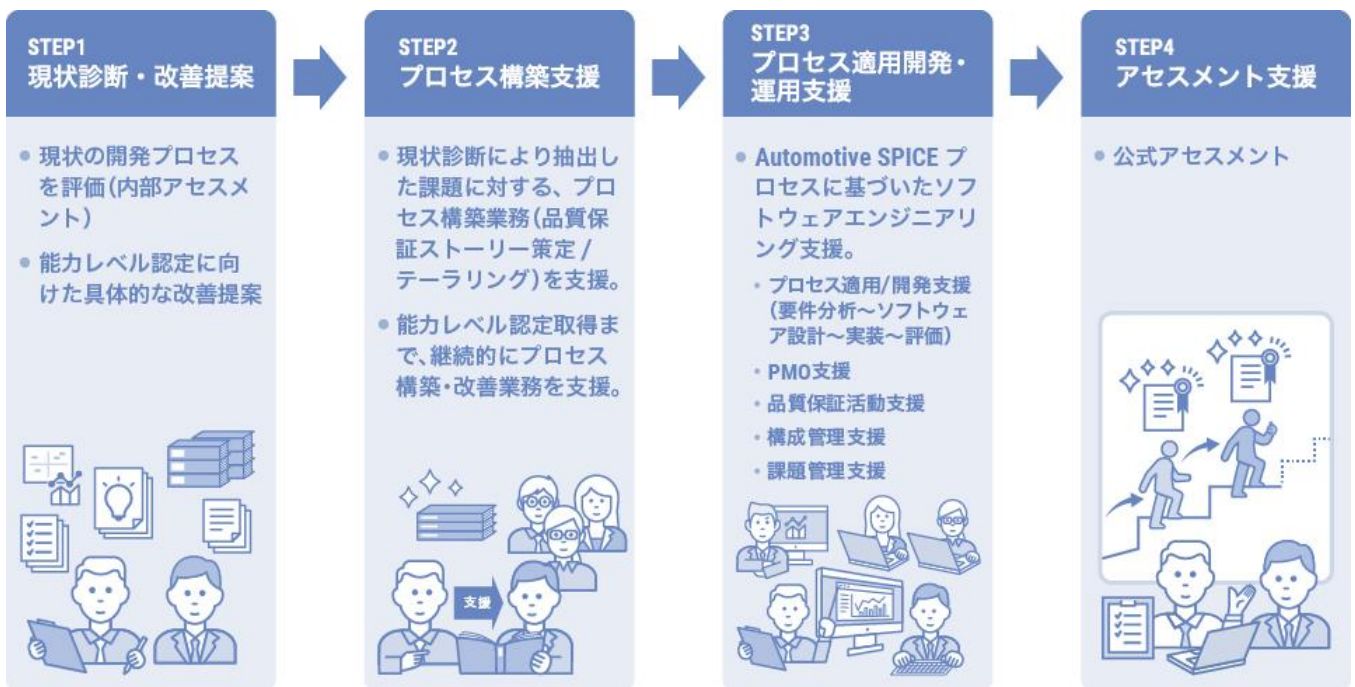 STEP1
現状診断・改善提案
• 現状の開発プロセス
を評価(内部アセスメ
ント)
• 能力レベル認定に向
けた具体的な改善提案
STEP2
プロセス構築支援
• 現状診断により抽出し
た課題に対する、プロ
セス構築業務(品質保
証ストーリー策定 /
テーラリング)を支援。
• 能力レベル認定取得ま
で、継続的にプロセス
構築・改善業務を支援。
支援
STEP3
プロセス適用開発・
運用支援
• Automotive SPICE プ
ロセスに基づいたソフ
トウェアエンジニアリ
ング支援。
・プロセス適用/開発支援
(要件分析〜ソフトウェ
ア設計〜実装〜評価)
・PMO支援
・品質保証活動支援
・構成管理支援
・課題管理支援
STEP4
アセスメント支援
• 公式アセスメント